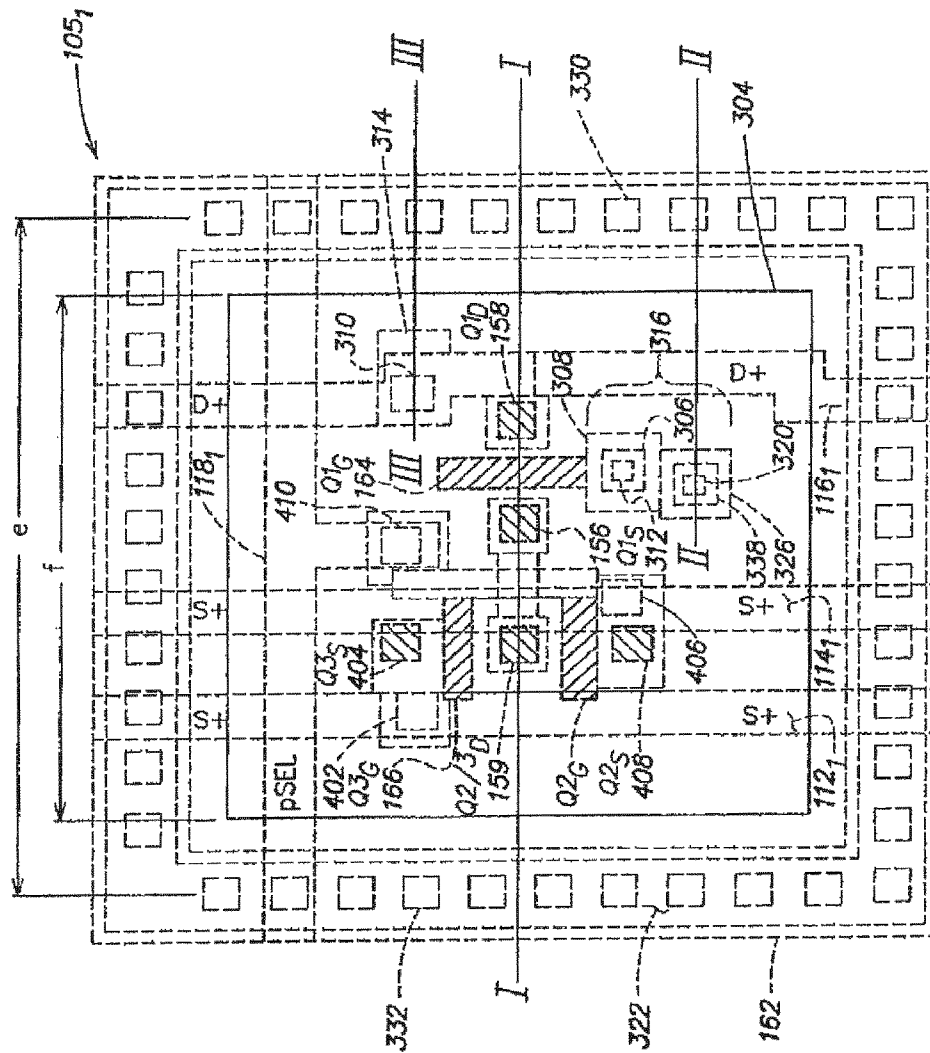 105₁
III
I
II
314
330
304
e
f
118₁
D+
310
Q1D
158
308
316
D+
Q1G
164
III
410
306
320
156
Q1S
312
II
338
326
116₁
S+
Q3S
404
S+
406
114₁
S+
S+
pSEL
402
Q3G
166
Q2/3D
159
Q2G
Q2S
408
112₁
332
I
322
162